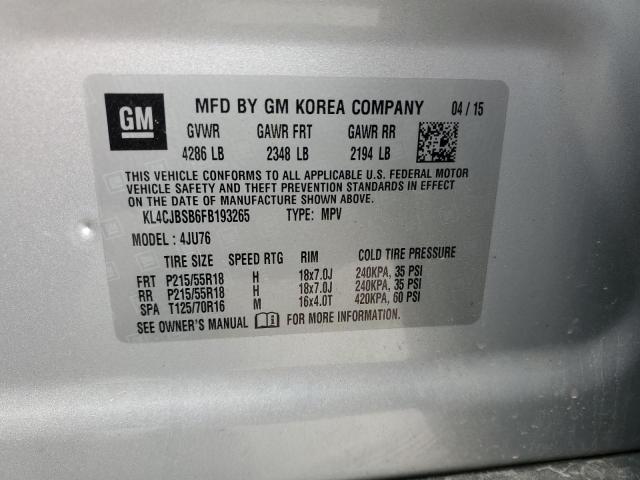 GM MFD BY GM KOREA COMPANY 04 / 15
GVWR GAWR FRT GAWR RR
4286 LB 2348 LB 2194 LB
THIS VEHICLE CONFORMS TO ALL APPLICABLE U.S. FEDERAL MOTOR
VEHICLE SAFETY AND THEFT PREVENTION STANDARDS IN EFFECT
ON THE DATE OF MANUFACTURE SHOWN ABOVE.
KL4CJBSB6FB193265 TYPE: MPV
MODEL : 4JU76
TIRE SIZE SPEED RTG RIM COLD TIRE PRESSURE
FRT P215/55R18 H 18x7.0J 240KPA, 35 PSI
RR P215/55R18 H 18x7.0J 240KPA, 35 PSI
SPA T125/70R16 M 16x4.0T 420KPA, 60 PSI
SEE OWNER'S MANUAL FOR MORE INFORMATION.